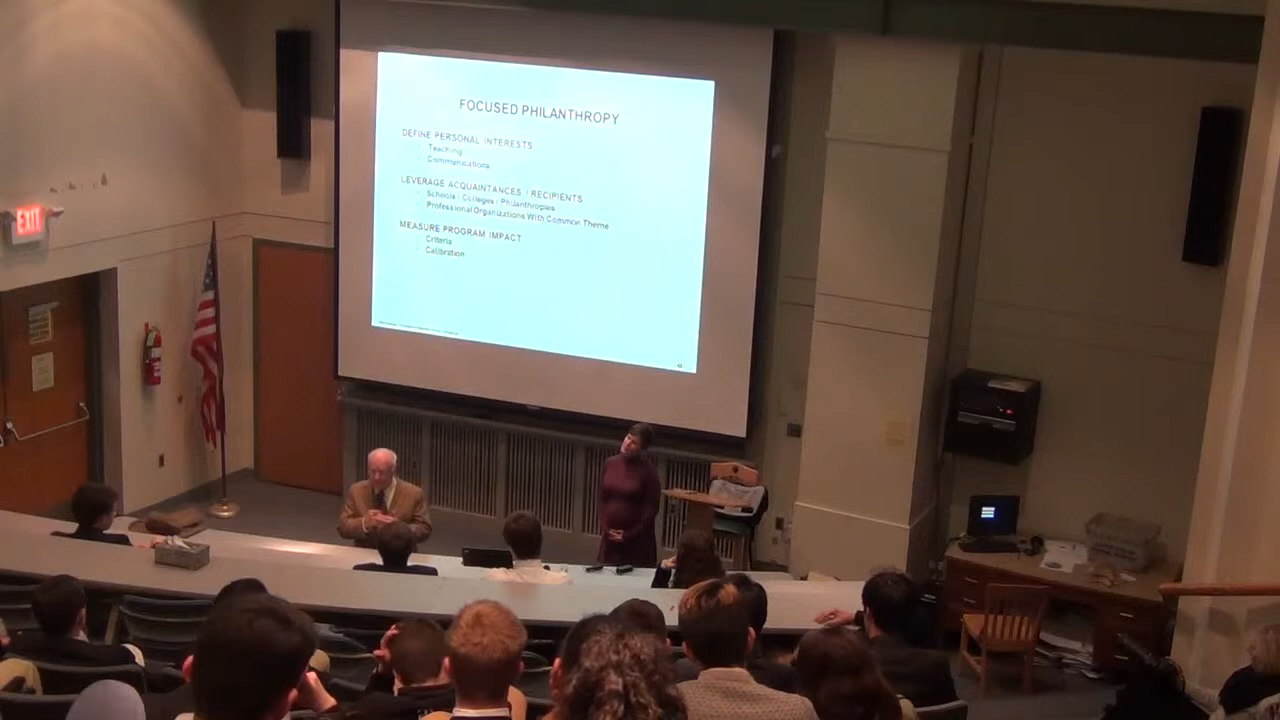 FOCUSED PHILANTHROPY
DEFINE PERSONAL INTERESTS
Teaching
Communications
LEVERAGE ACQUAINTANCES / RECIPIENTS
Schools / Colleges / Philanthropies
Professional Organizations With Common Theme
MEASURE PROGRAM IMPACT
Criteria
Calibration
EXIT